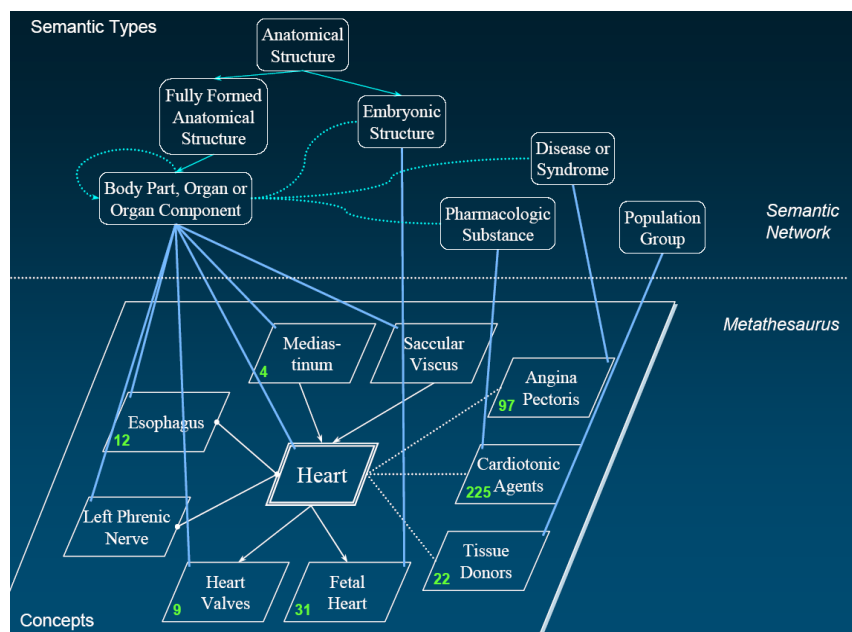 Semantic Types
Anatomical
Structure
Fully Formed
Anatomical
Structure
Embryonic
Structure
Disease or
Syndrome
Body Part, Organ or
Organ Component
Pharmacologic
Substance
Population
Group
Semantic
Network
Metathesaurus
Medias-
tinum
4
Saccular
Viscus
Angina
Pectoris
97
Esophagus
12
Heart
Cardiotonic
Agents
225
Left Phrenic
Nerve
Tissue
Donors
22
Heart
Valves
9
Fetal
Heart
31
Concepts